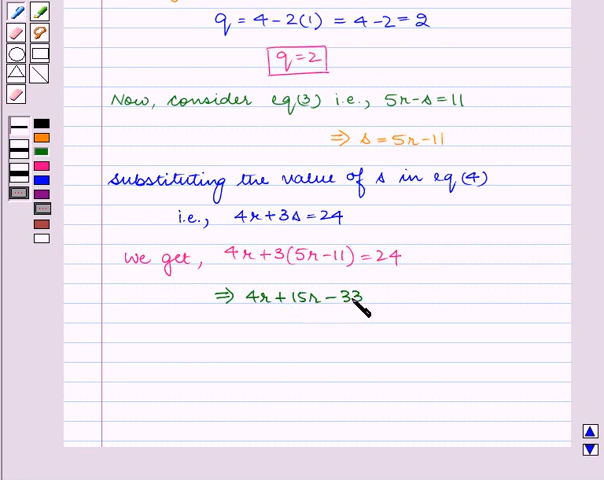 q = 4 - 2(1) = 4 - 2 = 2
q = 2
Now, consider eq(3) i.e., 5r - s = 11
⇒ s = 5r - 11
Substituting the value of s in eq (4)
i.e., 4r + 3s = 24
We get, 4r + 3(5r - 11) = 24
⇒ 4r + 15r - 33